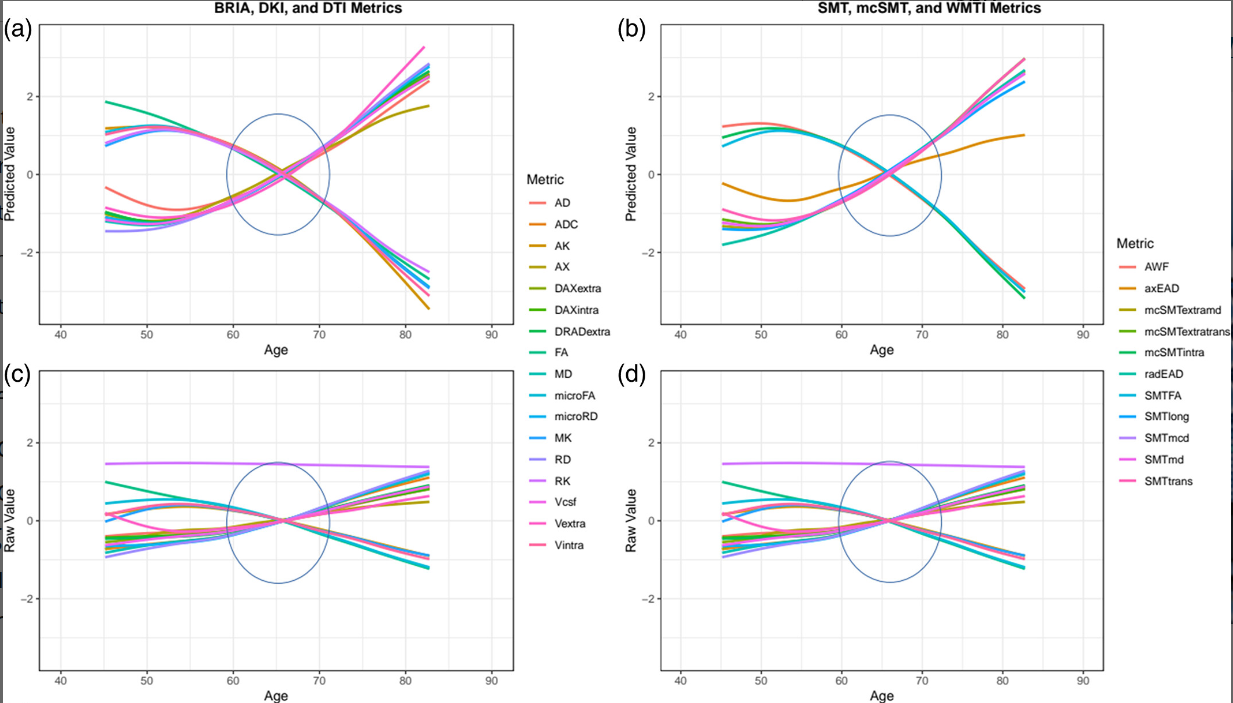 BRIA, DKI, and DTI Metrics
(a)
Predicted Value
2
0
−2
40 50 60 70 80 90
Age
Metric
AD
ADC
AK
AX
DAXextra
DAXintra
DRADextra
FA
MD
microFA
microRD
MK
RD
RK
Vcsf
Vextra
Vintra
SMT, mcSMT, and WMTI Metrics
(b)
Predicted Value
2
0
−2
40 50 60 70 80 90
Age
Metric
AWF
axEAD
mcSMTextramd
mcSMTextratrans
mcSMTintra
radEAD
SMTFA
SMTlong
SMTmcd
SMTmd
SMTtrans
(c)
Raw Value
2
0
−2
40 50 60 70 80 90
Age
(d)
Raw Value
2
0
−2
40 50 60 70 80 90
Age